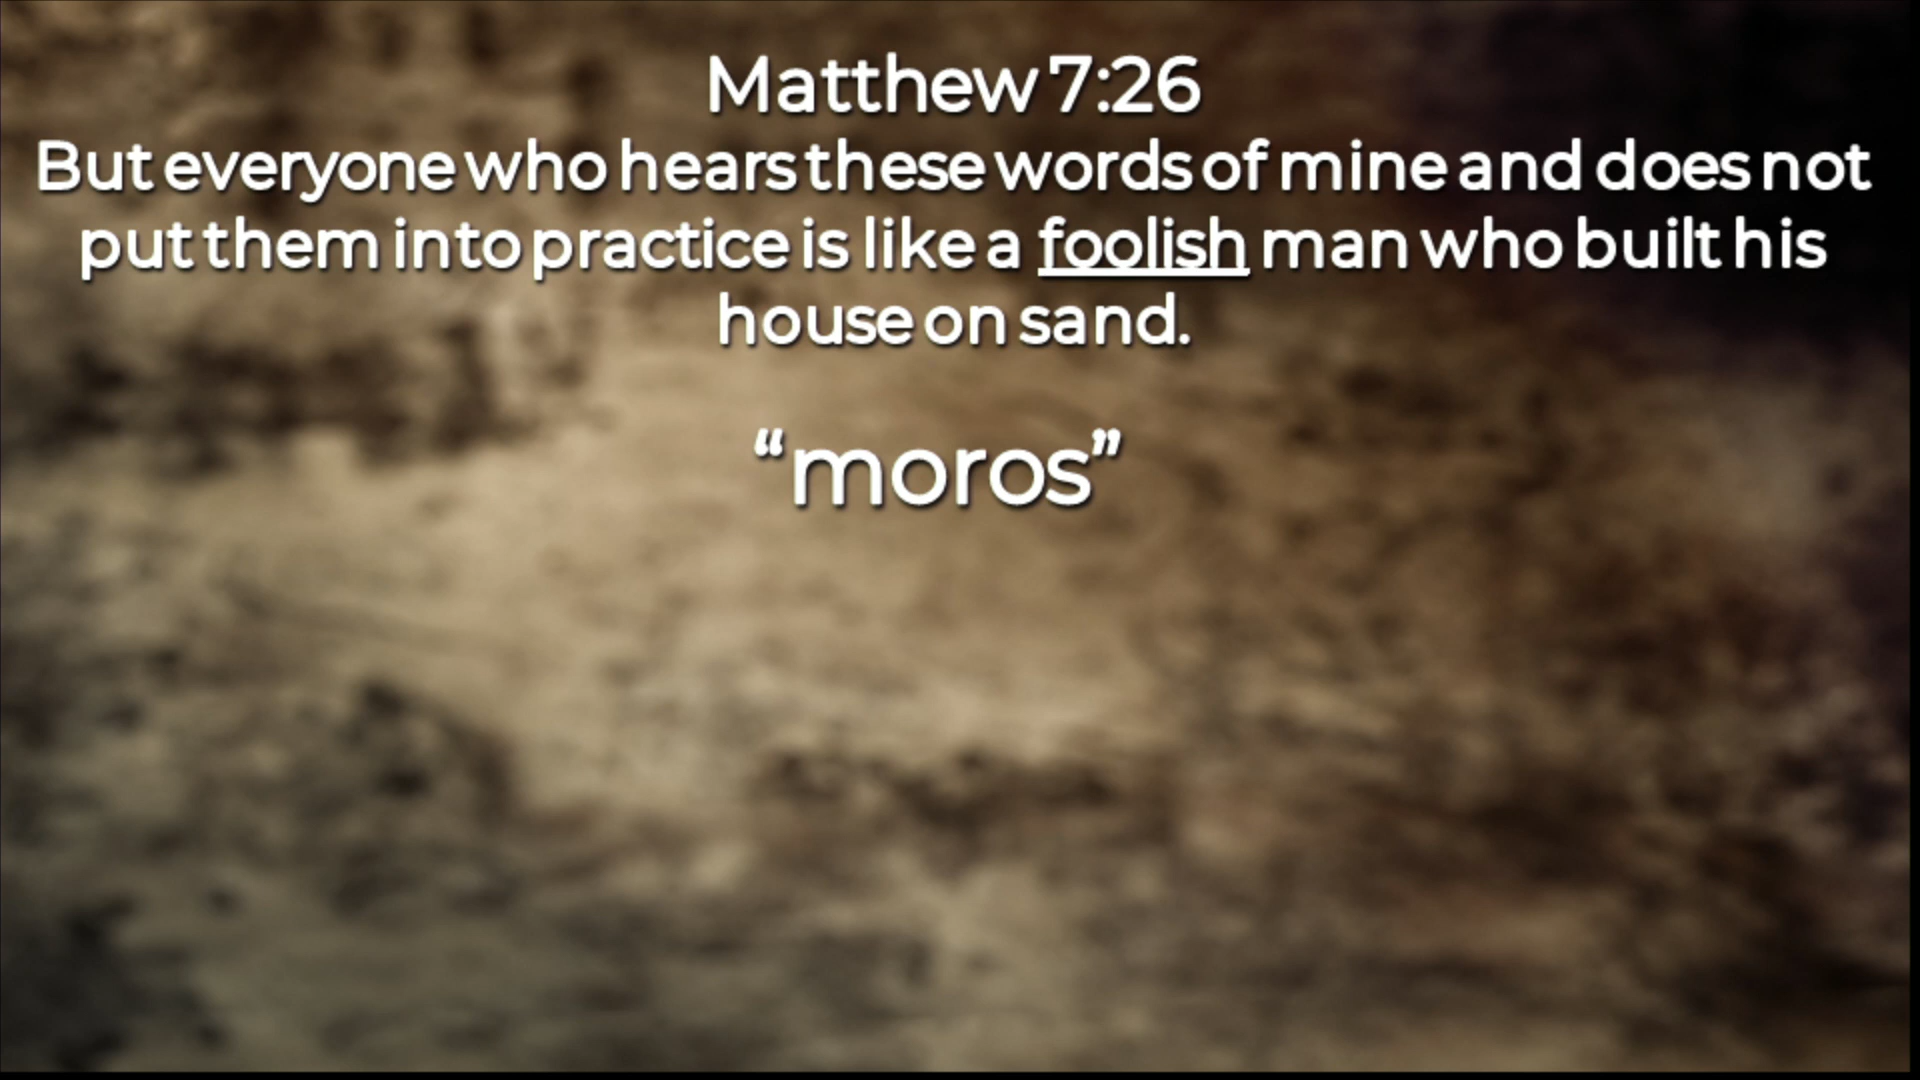 Matthew 7:26
But everyone who hears these words of mine and does not
put them into practice is like a foolish man who built his
house on sand.
“moros”